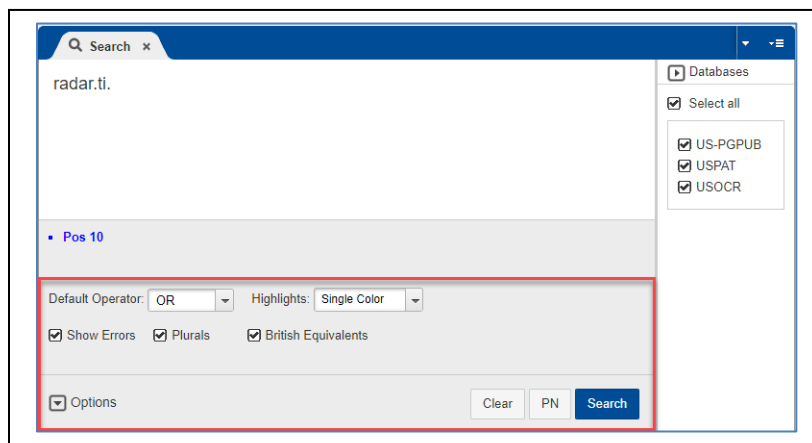 Search ×
radar.ti.
Databases
Select all
US-PGPUB
USPAT
USOCR
Pos 10
Default Operator: OR Highlights: Single Color
Show Errors Plurals British Equivalents
Options Clear PN Search